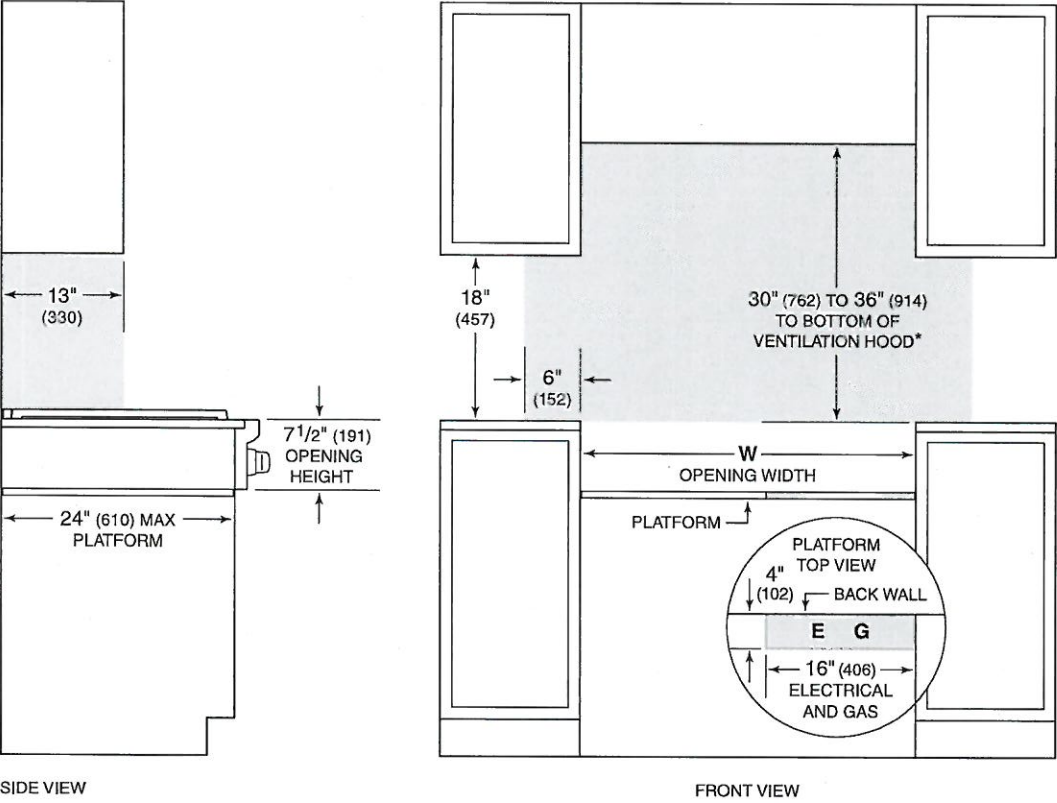 13"
(330)
7 1/2" (191)
OPENING
HEIGHT
24" (610) MAX
PLATFORM
SIDE VIEW
18"
(457)
6"
(152)
30" (762) TO 36" (914)
TO BOTTOM OF
VENTILATION HOOD*
W
OPENING WIDTH
PLATFORM
PLATFORM
TOP VIEW
4"
(102)
BACK WALL
E G
16" (406)
ELECTRICAL
AND GAS
FRONT VIEW